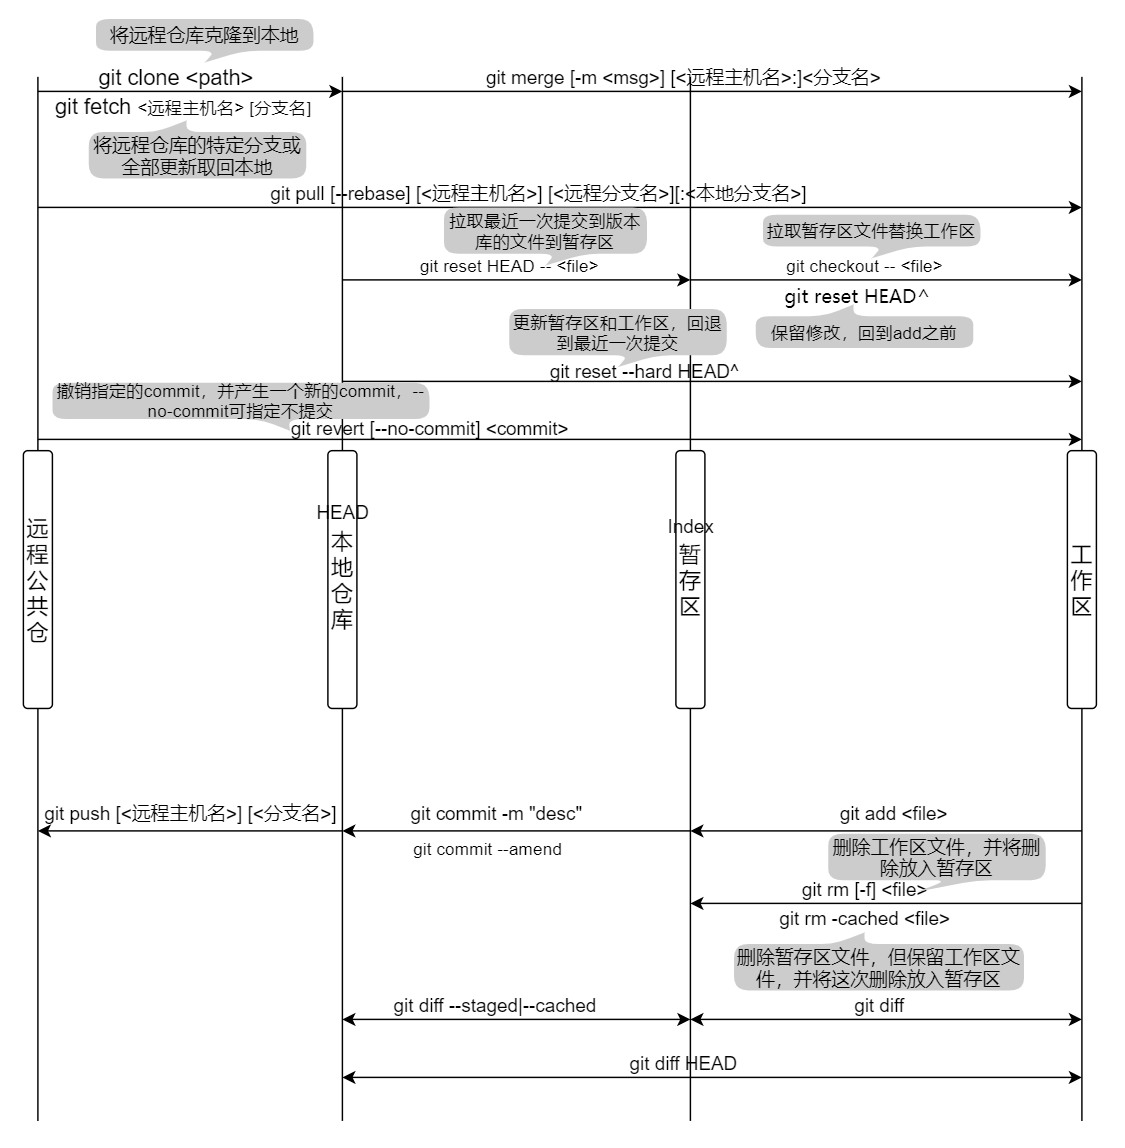 将远程仓库克隆到本地
git clone <path>
git merge [-m <msg>] [<远程主机名>:]<分支名>
git fetch <远程主机名> [分支名]
将远程仓库的特定分支或
全部更新取回本地
git pull [--rebase] [<远程主机名>] [<远程分支名>][:<本地分支名>]
拉取最近一次提交到版本
库的文件到暂存区
拉取暂存区文件替换工作区
git reset HEAD -- <file>
git checkout -- <file>
git reset HEAD^
更新暂存区和工作区，回退
到最近一次提交
保留修改，回到add之前
git reset --hard HEAD^
撤销指定的commit，并产生一个新的commit，--
no-commit可指定不提交
git revert [--no-commit] <commit>
远程公共仓
HEAD
本地仓库
Index
暂存区
工作区
git push [<远程主机名>] [<分支名>]
git commit -m "desc"
git add <file>
git commit --amend
删除工作区文件，并将删
除放入暂存区
git rm [-f] <file>
git rm -cached <file>
删除暂存区文件，但保留工作区文
件，并将这次删除放入暂存区
git diff --staged|--cached
git diff
git diff HEAD